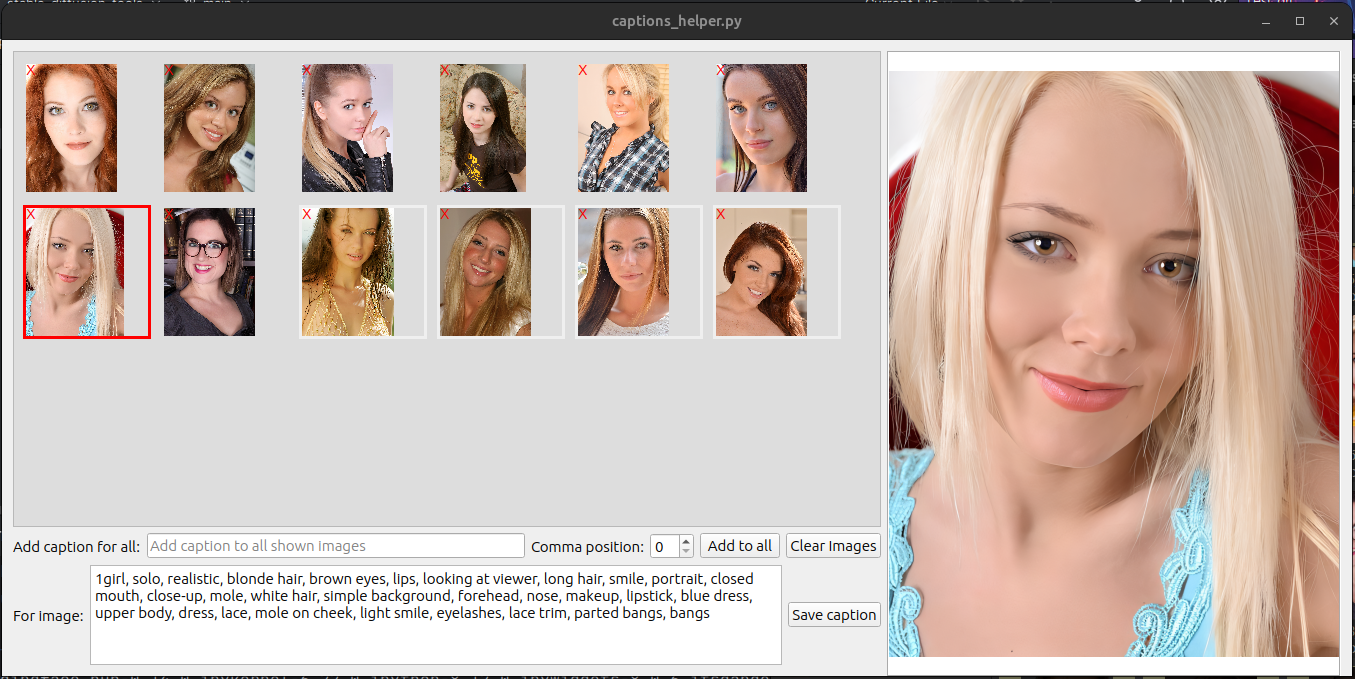 captions_helper.py
X X X X X X
X X X X X X
Add caption for all: Add caption to all shown images Comma position: 0 Add to all Clear Images
For image:
1girl, solo, realistic, blonde hair, brown eyes, lips, looking at viewer, long hair, smile, portrait, closed
mouth, close-up, mole, white hair, simple background, forehead, nose, makeup, lipstick, blue dress,
upper body, dress, lace, mole on cheek, light smile, eyelashes, lace trim, parted bangs, bangs
Save caption